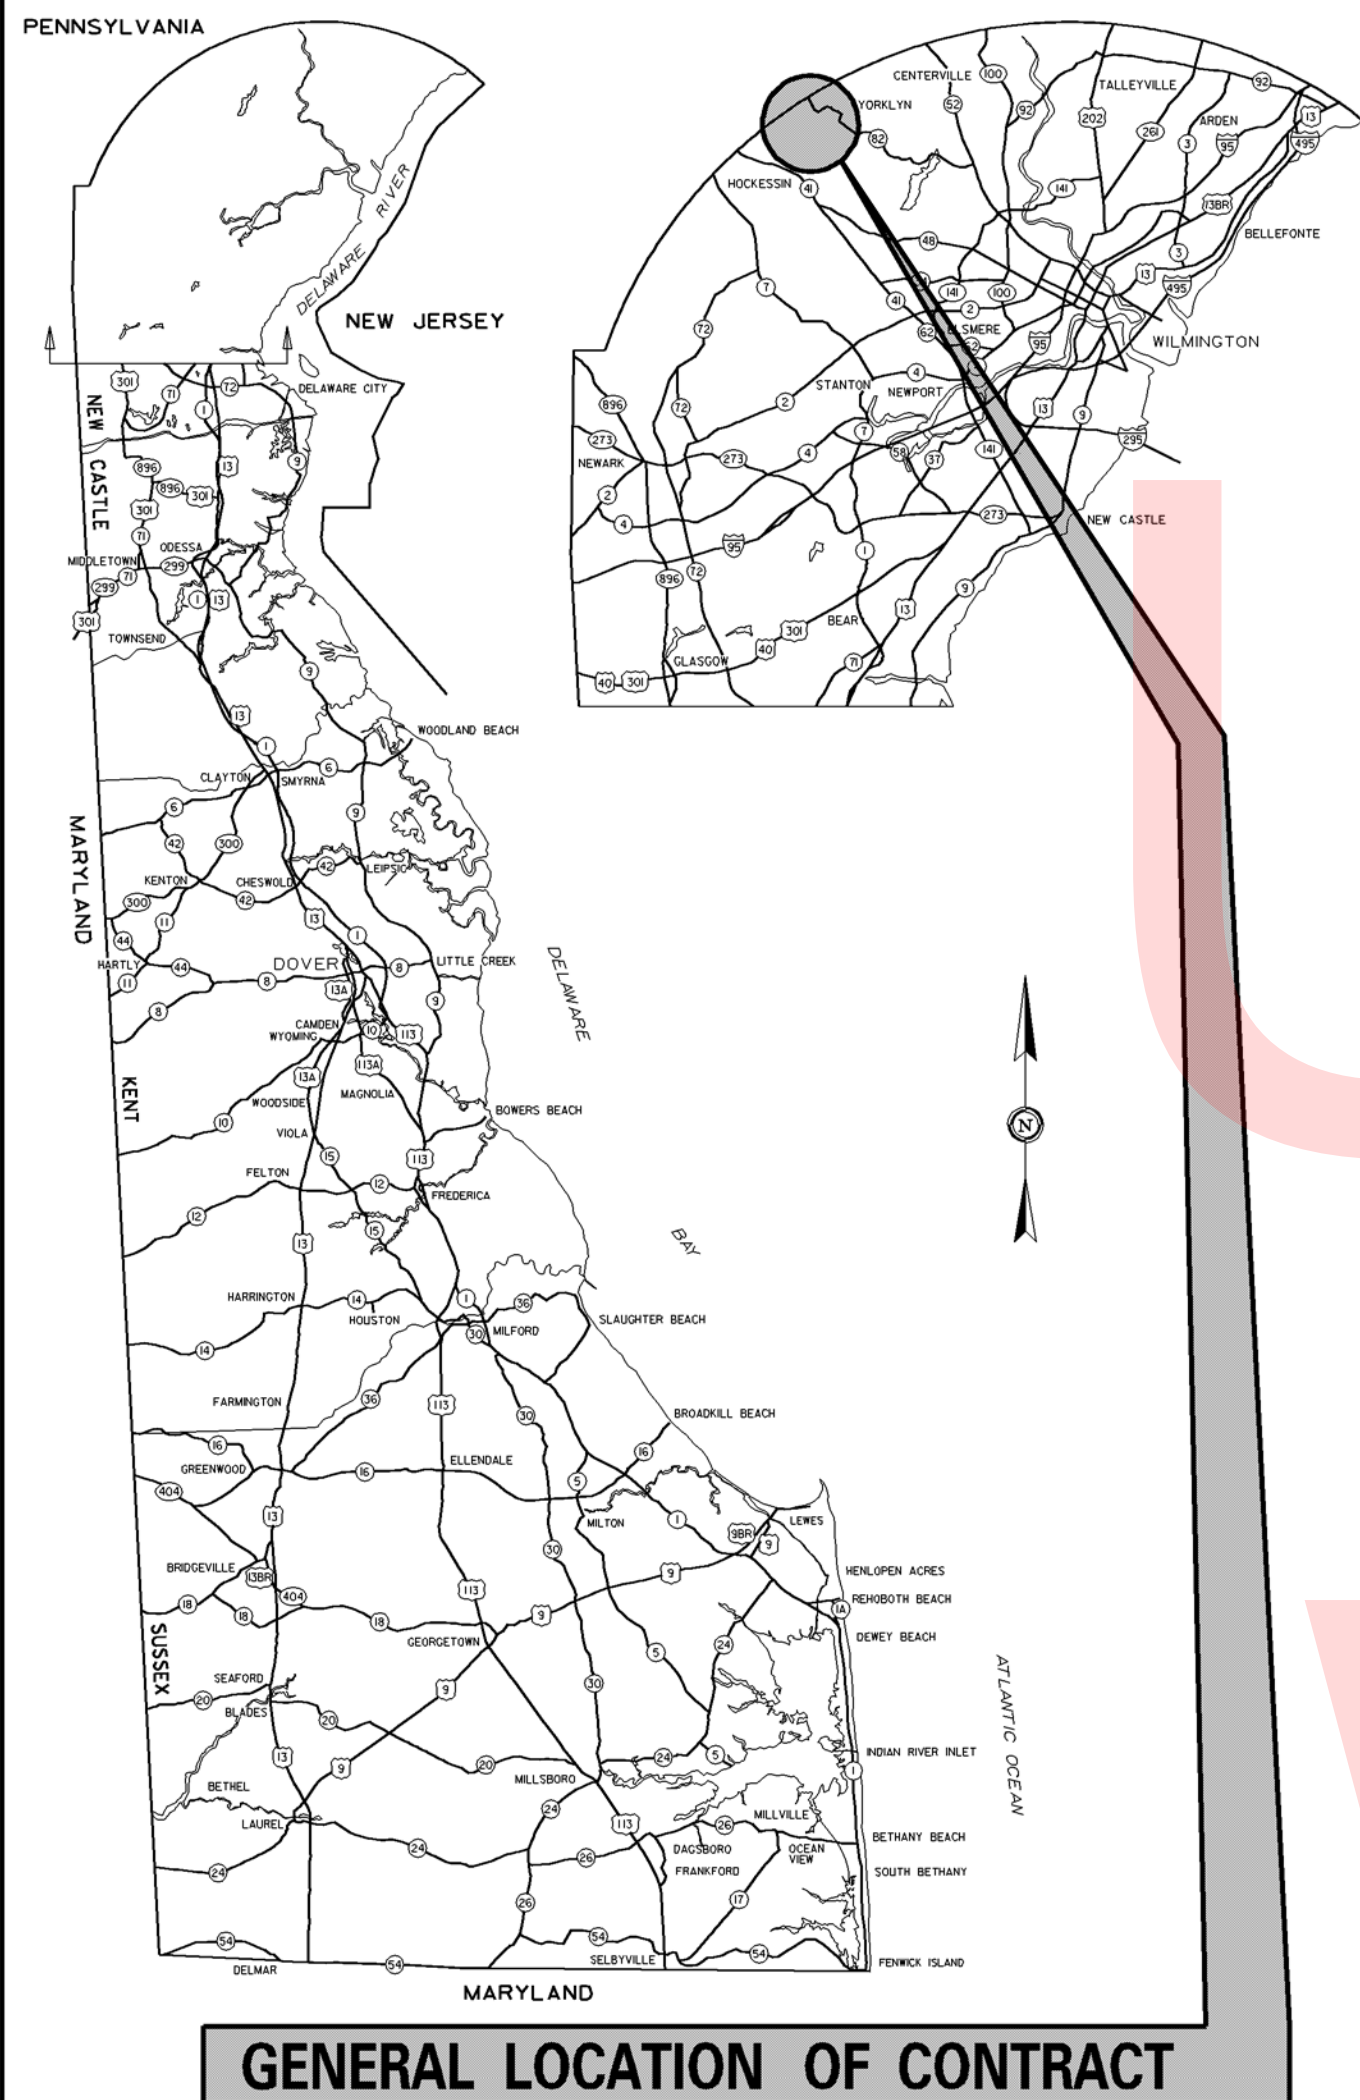 PENNSYLVANIA
NEW JERSEY
DELAWARE RIVER
DELAWARE CITY
301
71
1
72
NEW CASTLE
896
13
9
896
301
301
71
ODESSA
MIDDLETOWN
299
71
299
1
13
301
TOWNSEND
9
13
1
WOODLAND BEACH
CLAYTON
SMYRNA
6
6
9
MARYLAND
42
300
42
LEIPSIC
KENTON
CHESWOLD
300
42
11
13
44
1
HARTLY
44
DOVER
8
LITTLE CREEK
11
8
13A
9
8
CAMDEN
WYOMING
10
113
DELAWARE
BAY
KENT
13A
113A
WOODSIDE
MAGNOLIA
BOWERS BEACH
10
VIOLA
15
113
FELTON
12
FREDERICA
12
15
13
HARRINGTON
14
1
36
HOUSTON
30
MILFORD
SLAUGHTER BEACH
14
FARMINGTON
36
113
30
BROADKILL BEACH
16
16
GREENWOOD
16
ELLENDALE
404
5
13
MILTON
1
9BR
9
LEWES
30
BRIDGEVILLE
13BR
404
113
9
HENLOPEN ACRES
REHOBOTH BEACH
18
18
18
9
1A
SUSSEX
GEORGETOWN
5
24
DEWEY BEACH
SEAFORD
20
9
30
BLADES
20
ATLANTIC OCEAN
13
9
20
24
5
INDIAN RIVER INLET
1
BETHEL
MILLSBORO
24
LAUREL
113
26
MILLVILLE
24
DAGSBORO
OCEAN
VIEW
BETHANY BEACH
24
26
FRANKFORD
SOUTH BETHANY
26
17
54
54
54
54
DELMAR
SELBYVILLE
FENWICK ISLAND
MARYLAND
CENTERVILLE
100
TALLEYVILLE
92
YORKLYN
52
92
202
261
ARDEN
13
82
3
95
495
HOCKESSIN
41
141
13BR
BELLEFONTE
48
3
7
41
141
100
13
495
72
62
ELSMERE
2
62
95
WILMINGTON
STANTON
4
NEWPORT
896
72
2
13
9
295
273
7
NEWARK
273
4
58
37
141
2
4
273
NEW CASTLE
95
1
896
72
9
13
BEAR
301
40
GLASGOW
71
40
301
N
GENERAL LOCATION OF CONTRACT